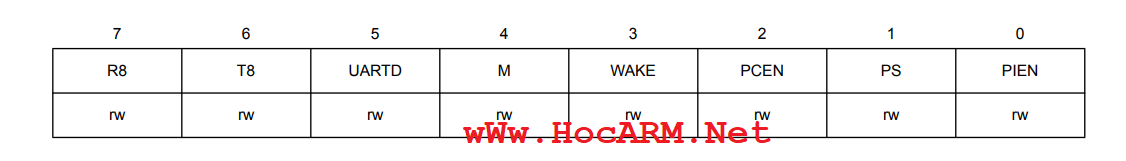 7 6 5 4 3 2 1 0
R8 T8 UARTD M WAKE PCEN PS PIEN
rw rw rw rw rw rw rw rw
wWw.HocARM.Net